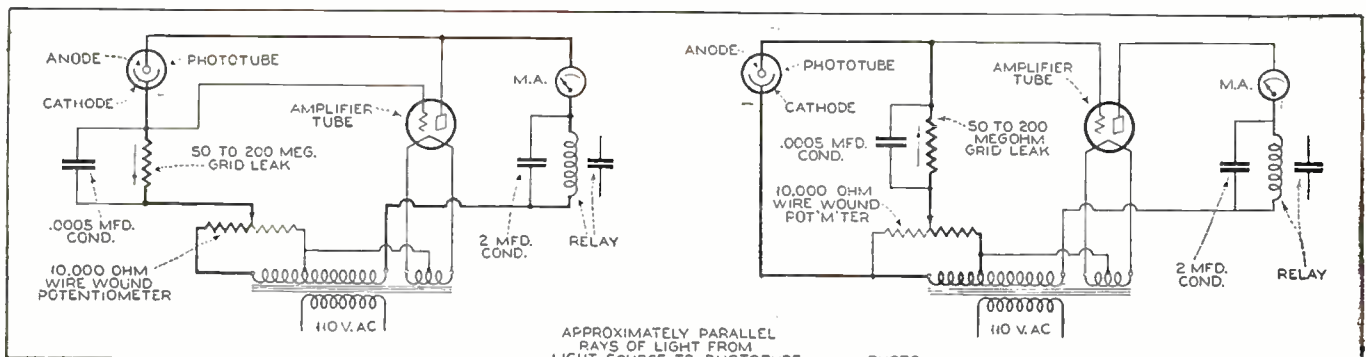 ANODE
PHOTOTUBE
CATHODE
AMPLIFIER
TUBE
M.A.
50 TO 200 MEG.
GRID LEAK
.0005 MFD.
COND.
10,000 OHM
WIRE WOUND
POTENTIOMETER
2 MFD.
COND.
RELAY
110 V. AC
ANODE
PHOTOTUBE
CATHODE
AMPLIFIER
TUBE
M.A.
.0005 MFD.
COND.
50 TO 200
MEGOHM
GRID LEAK
10,000 OHM
WIRE WOUND
POT'M'TER
2 MFD.
COND.
RELAY
110 V. AC
APPROXIMATELY PARALLEL
RAYS OF LIGHT FROM
LIGHT SOURCE TO